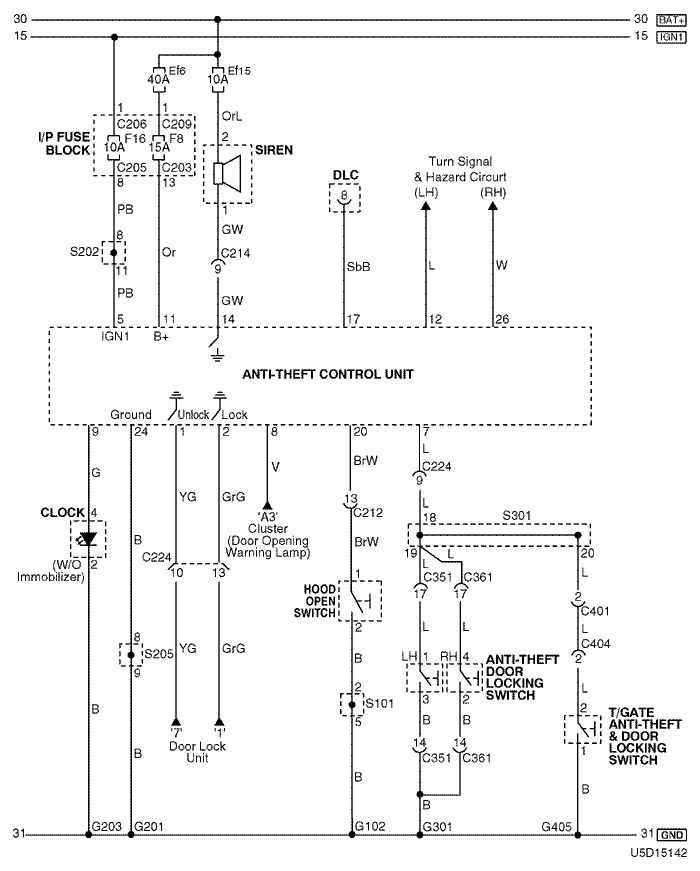 30 30 BAT+
15 15 IGN1
Ef6 Ef15
40A 10A
OrL
1 1 2
C206 C209
I/P FUSE BLOCK
F16 F8
10A 15A
SIREN
C205 C203
8 13 1
DLC
8
Turn Signal
& Hazard Circurt
(LH) (RH)
PB GW
8
S202 Or C214
11 9
SbB L W
PB GW
5 11 14 17 12 26
IGN1 B+
ANTI-THEFT CONTROL UNIT
Ground Unlock Lock
9 24 1 2 8 20 7
G YG GrG V BrW L
C224
9
L
4 13 18 S301
CLOCK C212
'A3'
Cluster
(Door Opening
Warning Lamp)
2 B BrW 19 20
(W/O
Immobilizer)
C224
10 13
L L L
C351 C361
17 17
1
HOOD
OPEN
SWITCH
2
2
C401
L
C404
2
8
S205
9
YG GrG B L L L
LH 1 RH 4
ANTI-THEFT
DOOR
LOCKING
SWITCH
3 2
2
S101
5
B B B B
2
T/GATE
ANTI-THEFT
& DOOR
LOCKING
SWITCH
1
'7' '1'
Door Lock
Unit
14 14
C351 C361
B B B B
G203 G201 G102 G301 G405
31 31 GND
U5D15142